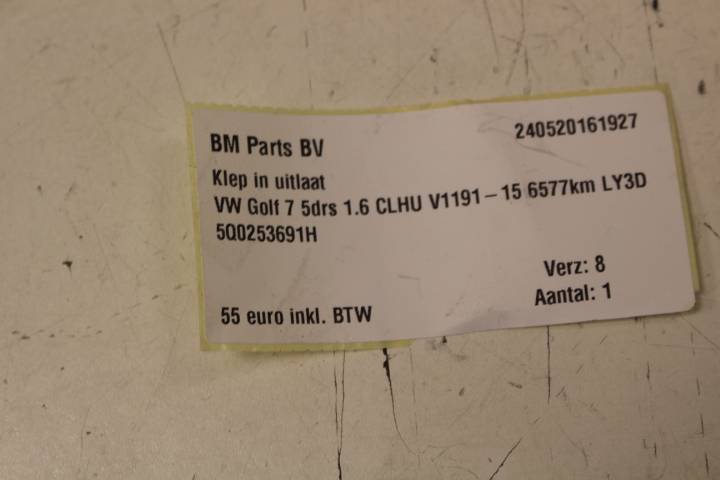 BM Parts BV 240520161927
Klep in uitlaat
VW Golf 7 5drs 1.6 CLHU V1191-15 6577km LY3D
5Q0253691H
Verz: 8
Aantal: 1
55 euro inkl. BTW